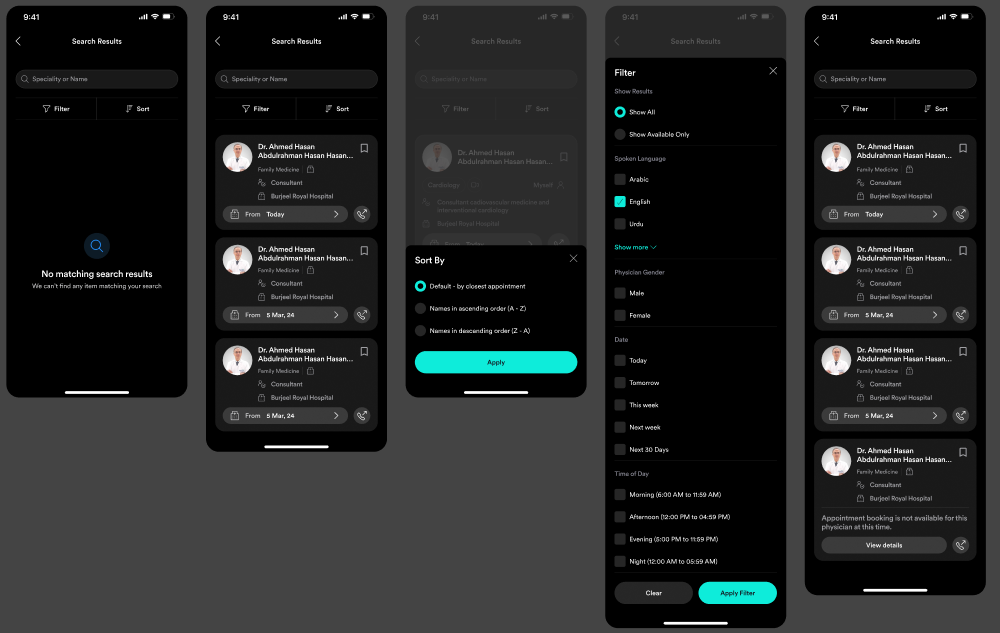 9:41
Search Results
Speciality or Name
Filter
Sort
No matching search results
We can't find any item matching your search
9:41
Search Results
Speciality or Name
Filter
Sort
Dr. Ahmed Hasan
Abdulrahman Hasan Hasan...
Family Medicine
Consultant
Burjeel Royal Hospital
From Today
Dr. Ahmed Hasan
Abdulrahman Hasan Hasan...
Family Medicine
Consultant
Burjeel Royal Hospital
From 5 Mar, 24
Dr. Ahmed Hasan
Abdulrahman Hasan Hasan...
Family Medicine
Consultant
Burjeel Royal Hospital
From 5 Mar, 24
9:41
Search Results
Speciality or Name
Filter
Sort
Dr. Ahmed Hasan
Abdulrahman Hasan Hasan...
Cardiology
Myself
Consultant cadiovascular medicine and
interventional cardiology
Burjeel Royal Hospital
From Today
Sort By
Default - by closest appointment
Names in ascending order (A - Z)
Names in dascanding order (Z - A)
Apply
9:41
Search Results
Filter
Show Results
Show All
Show Available Only
Spoken Language
Arabic
English
Urdu
Show more
Physician Gender
Male
Female
Date
Today
Tomorrow
This week
Next week
Next 30 Days
Time of Day
Morning (6:00 AM to 11:59 AM)
Afternoon (12:00 PM to 04:59 PM)
Evening (5:00 PM to 11:59 PM)
Night (12:00 AM to 05:59 AM)
Clear
Apply Filter
9:41
Search Results
Speciality or Name
Filter
Sort
Dr. Ahmed Hasan
Abdulrahman Hasan Hasan...
Family Medicine
Consultant
Burjeel Royal Hospital
From Today
Dr. Ahmed Hasan
Abdulrahman Hasan Hasan...
Family Medicine
Consultant
Burjeel Royal Hospital
From 5 Mar, 24
Dr. Ahmed Hasan
Abdulrahman Hasan Hasan...
Family Medicine
Consultant
Burjeel Royal Hospital
From 5 Mar, 24
Dr. Ahmed Hasan
Abdulrahman Hasan Hasan...
Family Medicine
Consultant
Burjeel Royal Hospital
Appointment booking is not available for this
physician at this time.
View details